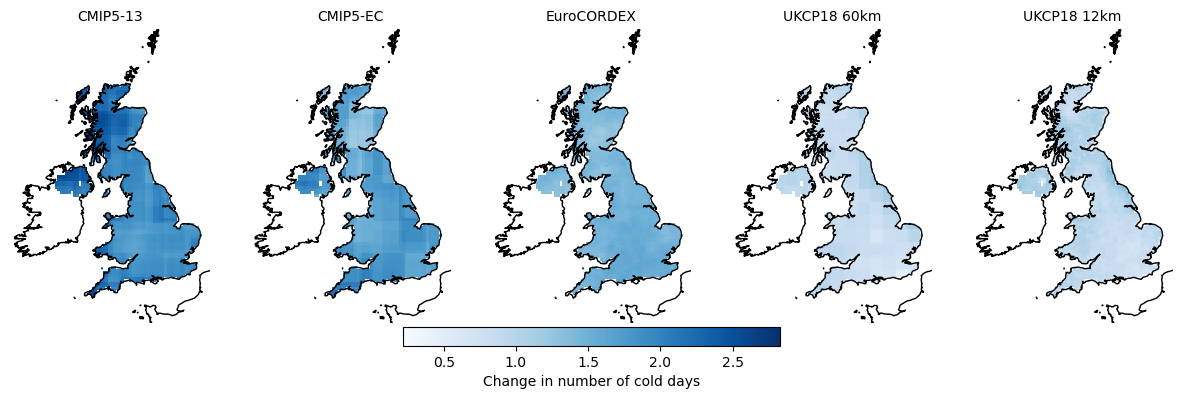 CMIP5-13
CMIP5-EC
EuroCORDEX
UKCP18 60km
UKCP18 12km
0.5
1.0
1.5
2.0
2.5
Change in number of cold days